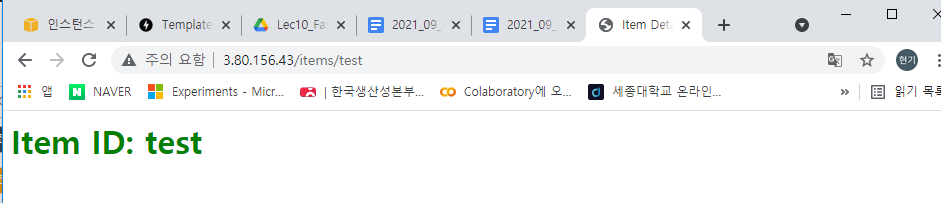 인스턴스 Template Lec10_Fa 2021_09_ 2021_09_ Item Deta
주의 요함 3.80.156.43/items/test 현기
앱 NAVER Experiments - Micr... | 한국생산성본부... Colaboratory에 오... 세종대학교 온라인... » 읽기 목록
Item ID: test